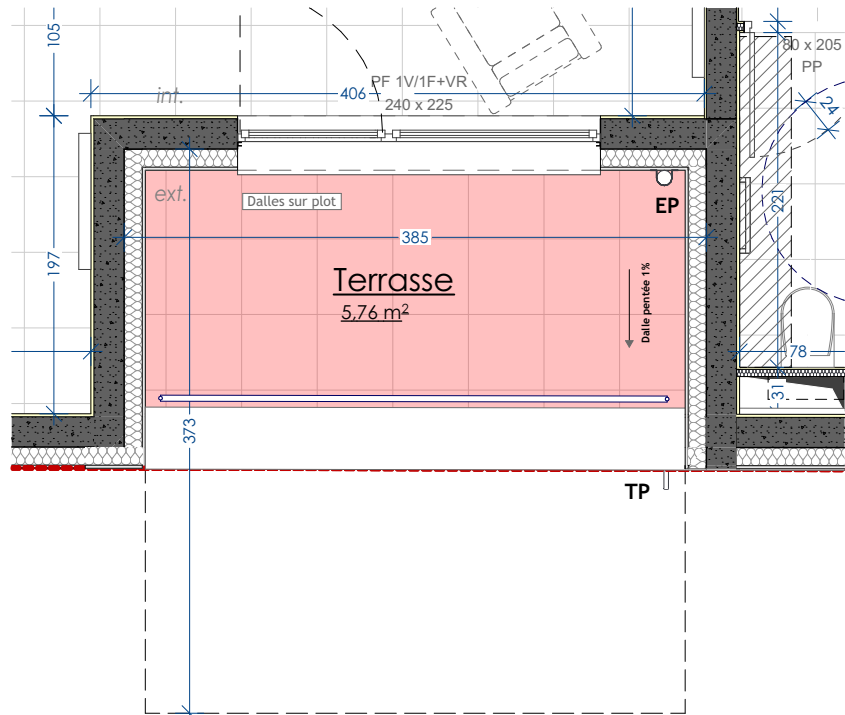 105
80 x 205
PP
PF 1V/1F+VR
240 x 225
406
int.
24
ext.
Dalles sur plot
EP
221
385
197
Terrasse
5,76 m²
Dalle pentée 1%
78
31
373
TP